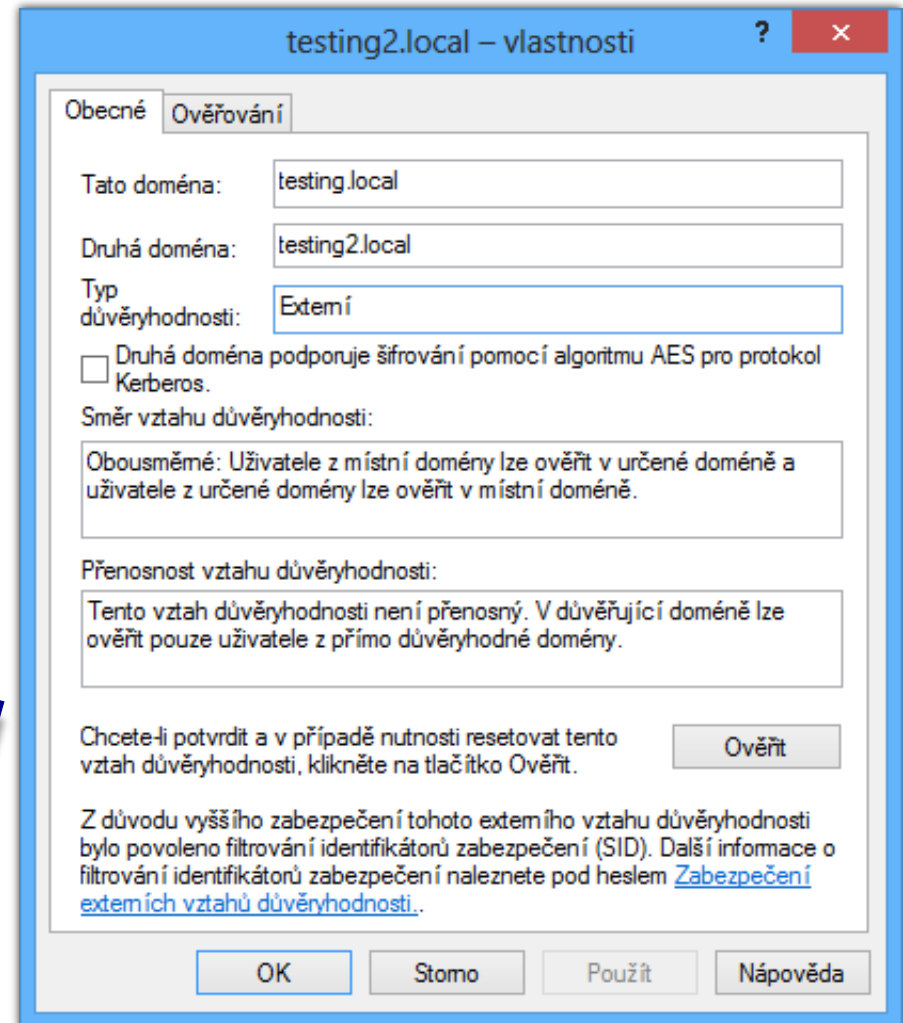 testing2.local – vlastnosti
?
×
Obecné
Ověřování
Tato doména:
testing.local
Druhá doména:
testing2.local
Typ
důvěryhodnosti:
Externí
Druhá doména podporuje šifrování pomocí algoritmu AES pro protokol
Kerberos.
Směr vztahu důvěryhodnosti:
Obousměrné: Uživatele z místní domény lze ověřit v určené doméně a
uživatele z určené domény lze ověřit v místní doméně.
Přenosnost vztahu důvěryhodnosti:
Tento vztah důvěryhodnosti není přenosný. V důvěřující doméně lze
ověřit pouze uživatele z přímo důvěryhodné domény.
Chcete-li potvrdit a v případě nutnosti resetovat tento
vztah důvěryhodnosti, klikněte na tlačítko Ověřit.
Ověřit
Z důvodu vyššího zabezpečení tohoto externího vztahu důvěryhodnosti
bylo povoleno filtrování identifikátorů zabezpečení (SID). Další informace o
filtrování identifikátorů zabezpečení naleznete pod heslem Zabezpečení
externích vztahů důvěryhodnosti..
OK
Storno
Použít
Nápověda